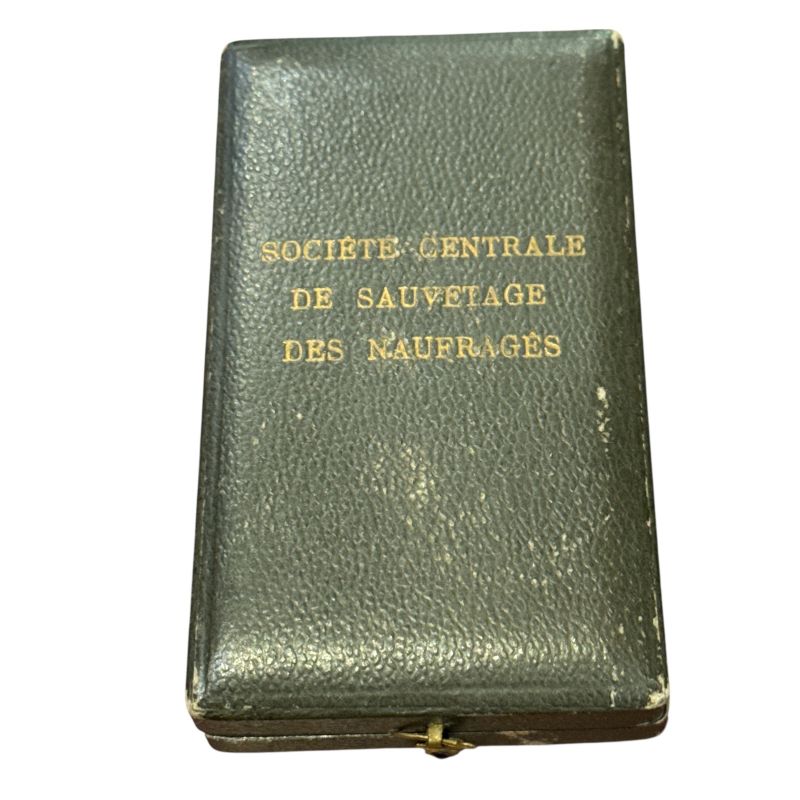 SOCIÉTÉ CENTRALE
DE SAUVETAGE
DES NAUFRAGÉS